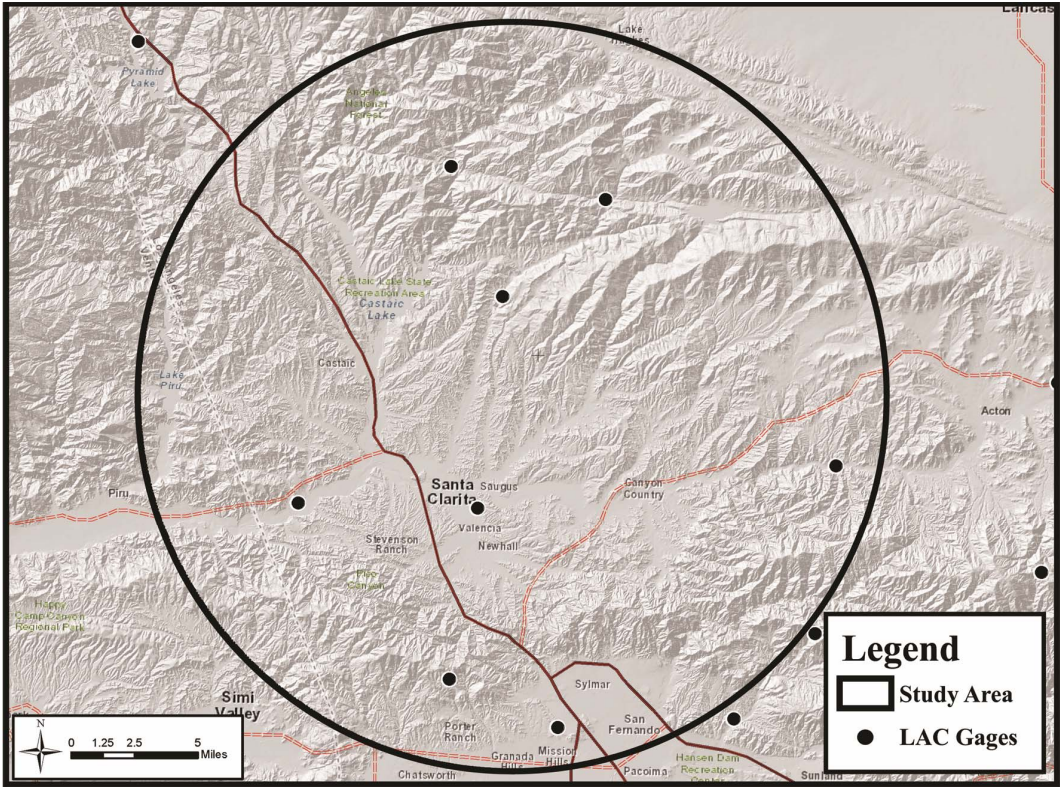 Lancas
Lake
Hughes
Pyramid
Lake
Angeles
National
Forest
Los Angeles
Ventura
Castaic Lake State
Recreation Area
Castaic
Lake
Castaic
Lake
Piru
Acton
Piru
Santa
Clarita
Saugus
Canyon
Country
Valencia
Stevenson
Ranch
Newhall
Pico
Canyon
Happy
Camp Canyon
Regional Park
Sylmar
Simi
Valley
San
Fernando
Porter
Ranch
Mission
Hills
Granada
Hills
Hansen Dam
Recreation
Center
Chatsworth
Pacoima
Sunland
N
0 1.25 2.5 5
Miles
Legend
Study Area
LAC Gages